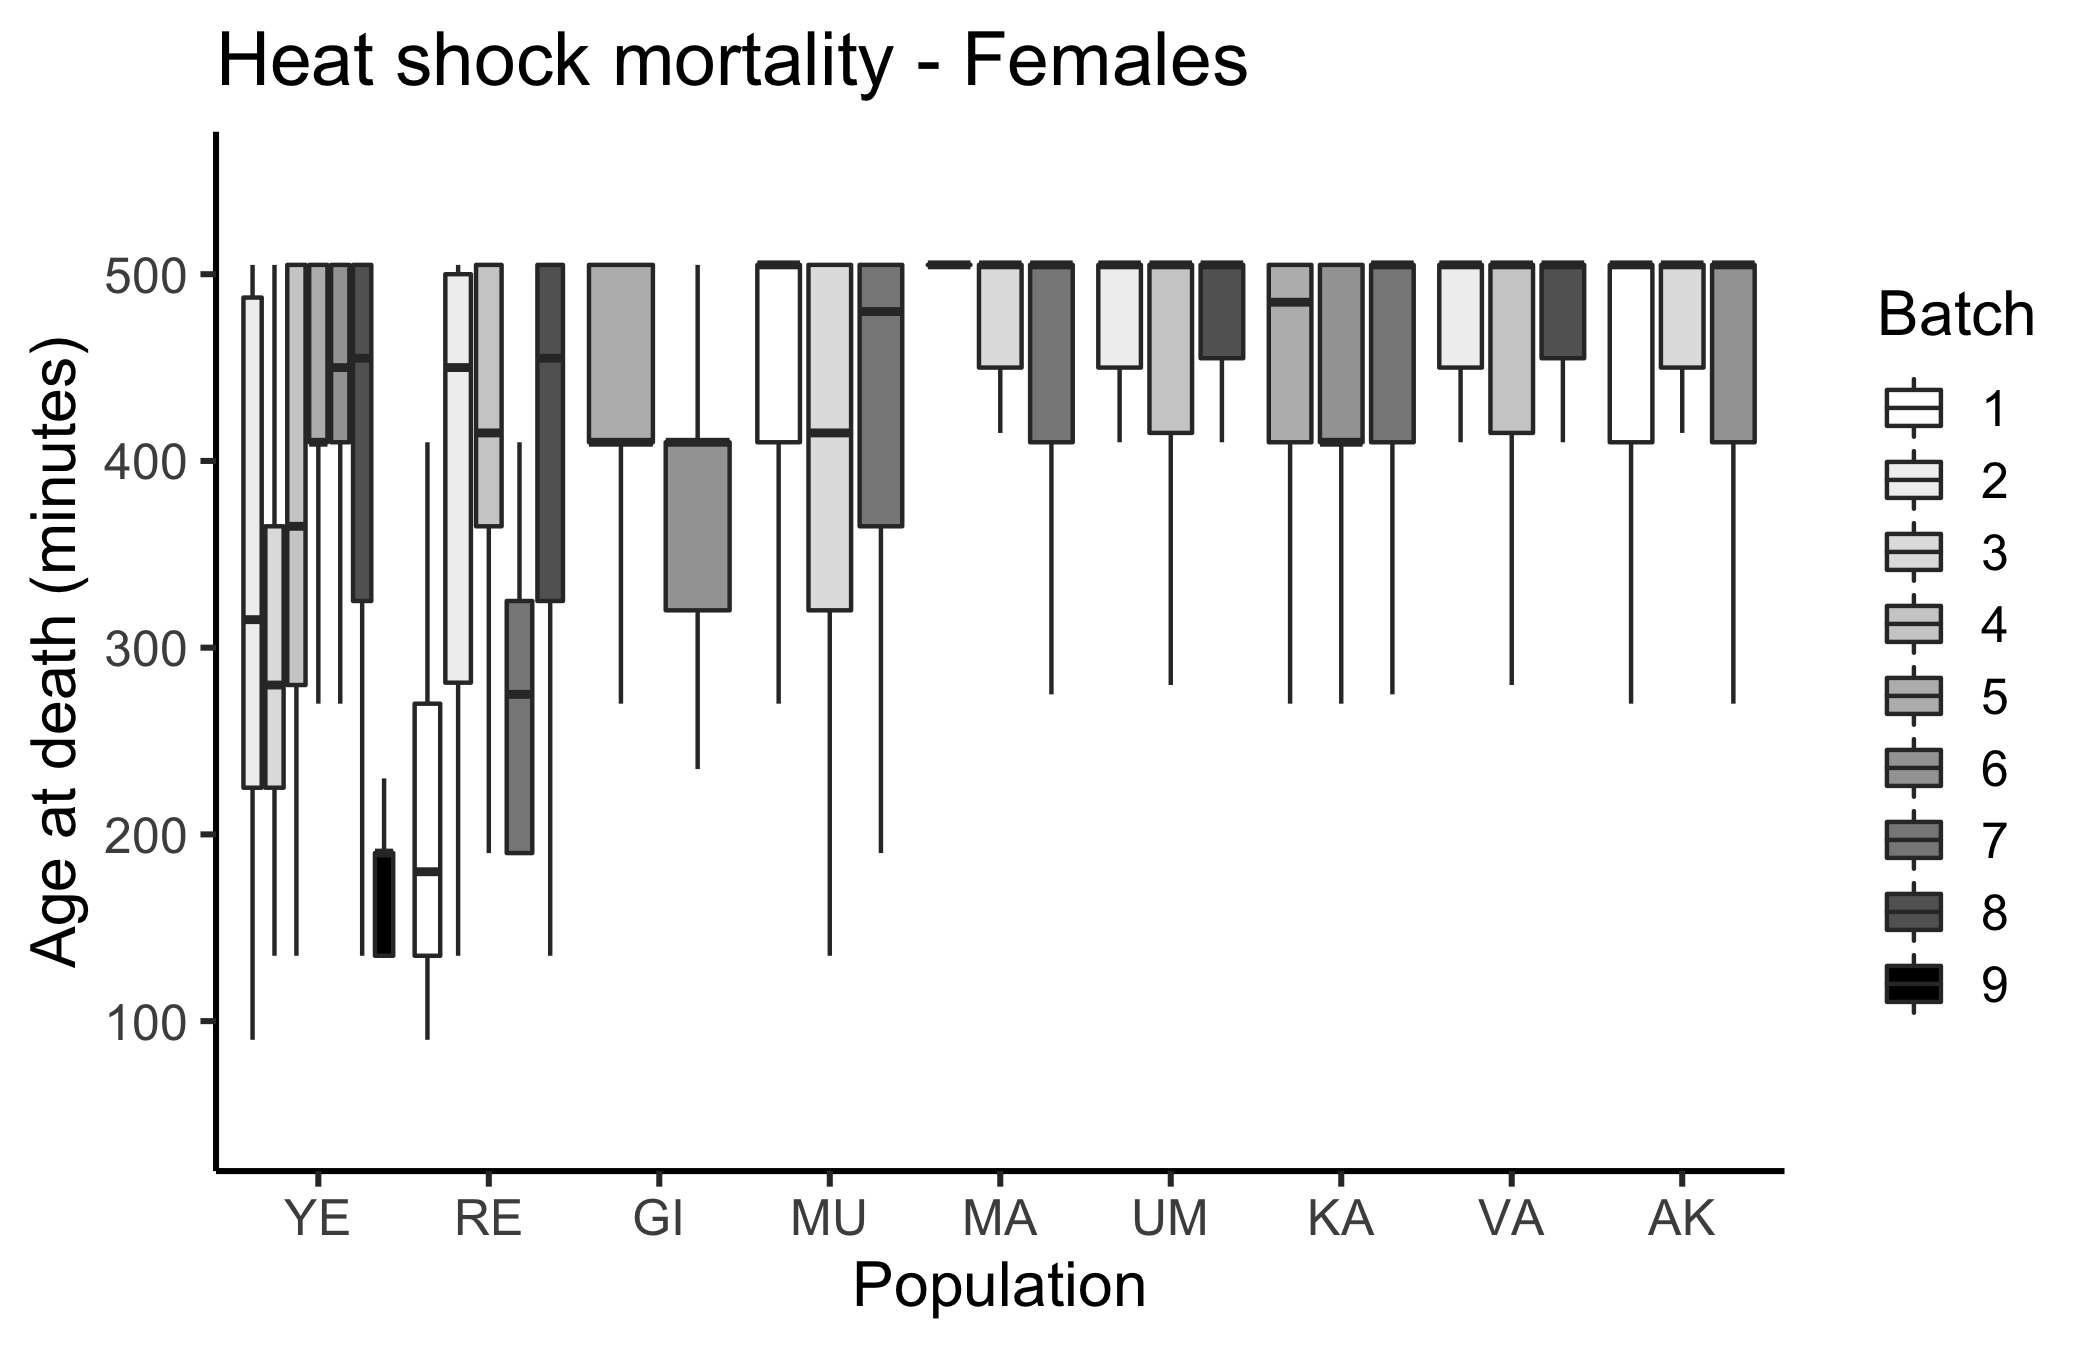 Heat shock mortality - Females
Age at death (minutes)
500
400
300
200
100
YE RE GI MU MA UM KA VA AK
Population
Batch
1
2
3
4
5
6
7
8
9